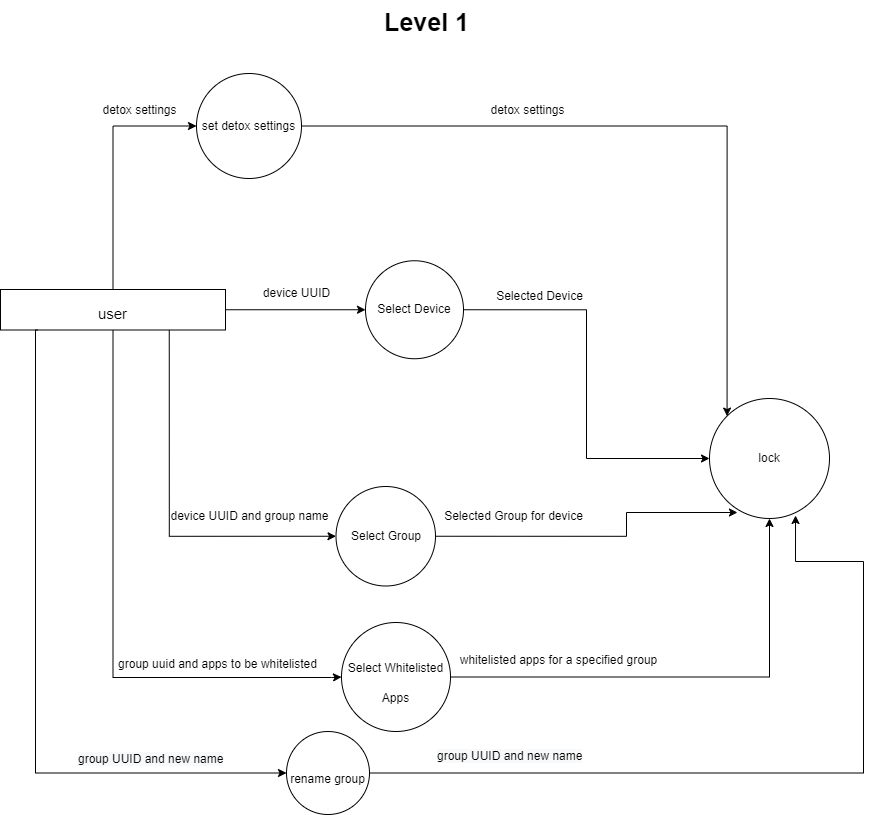 Level 1
detox settings
detox settings
set detox settings
device UUID
Selected Device
Select Device
user
lock
device UUID and group name
Selected Group for device
Select Group
group uuid and apps to be whitelisted
whitelisted apps for a specified group
Select Whitelisted
Apps
group UUID and new name
group UUID and new name
rename group